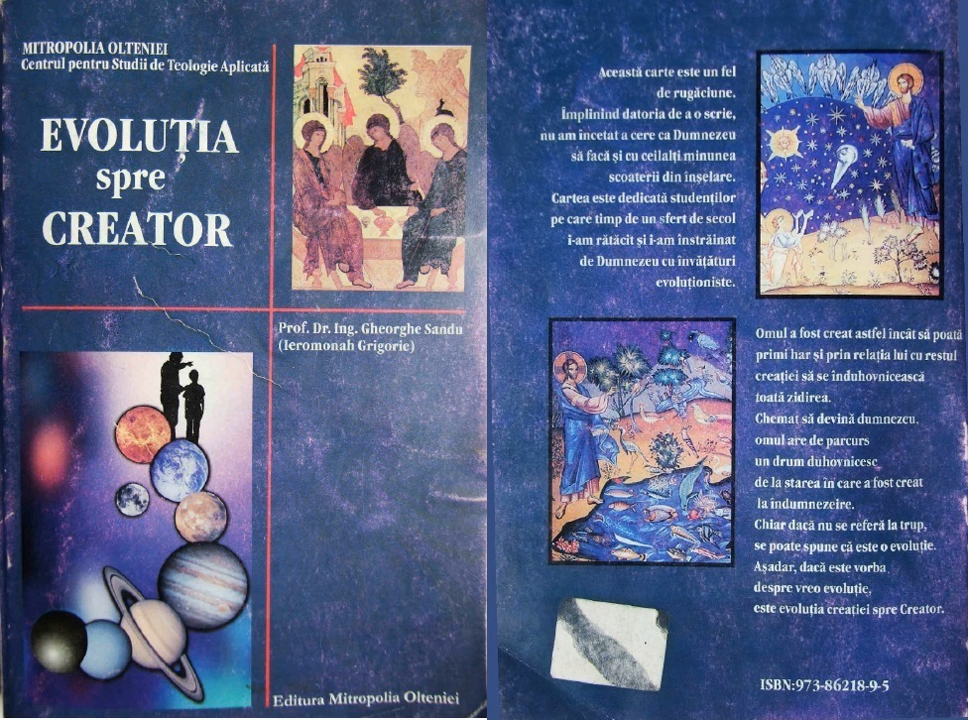 MITROPOLIA OLTENIEI
Centrul pentru Studii de Teologie Aplicată
EVOLUȚIA
spre
CREATOR
Prof. Dr. Ing. Gheorghe Sandu
(Ieromonah Grigorie)
Editura Mitropolia Olteniei
Această carte este un fel
de rugăciune.
Împlinind datoria de a o scrie,
nu am încetat a cere ca Dumnezeu
să facă și cu ceilalți minunea
scoaterii din înșelare.
Cartea este dedicată studenților
pe care timp de un sfert de secol
i-am rătăcit și i-am înstrăinat
de Dumnezeu cu învățături
evoluționiste.
Omul a fost creat astfel încât să poată
primi har și prin relația lui cu restul
creației să se înduhovnicească
toată zidirea.
Chemat să devină dumnezeu,
omul are de parcurs
un drum duhovnicesc
de la starea în care a fost creat
la îndumnezeire.
Chiar dacă nu se referă la trup,
se poate spune că este o evoluție.
Așadar, dacă este vorba
despre vreo evoluție,
este evoluția creației spre Creator.
ISBN:973-86218-9-5